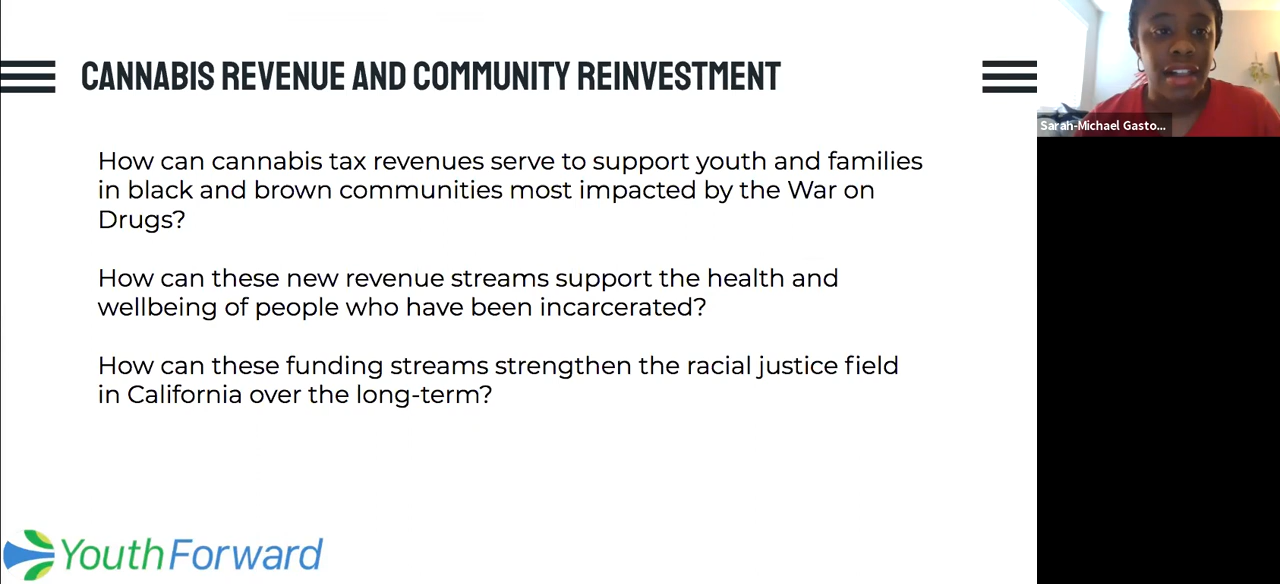 CANNABIS REVENUE AND COMMUNITY REINVESTMENT
Sarah-Michael Gasto...
How can cannabis tax revenues serve to support youth and families
in black and brown communities most impacted by the War on
Drugs?
How can these new revenue streams support the health and
wellbeing of people who have been incarcerated?
How can these funding streams strengthen the racial justice field
in California over the long-term?
YouthForward